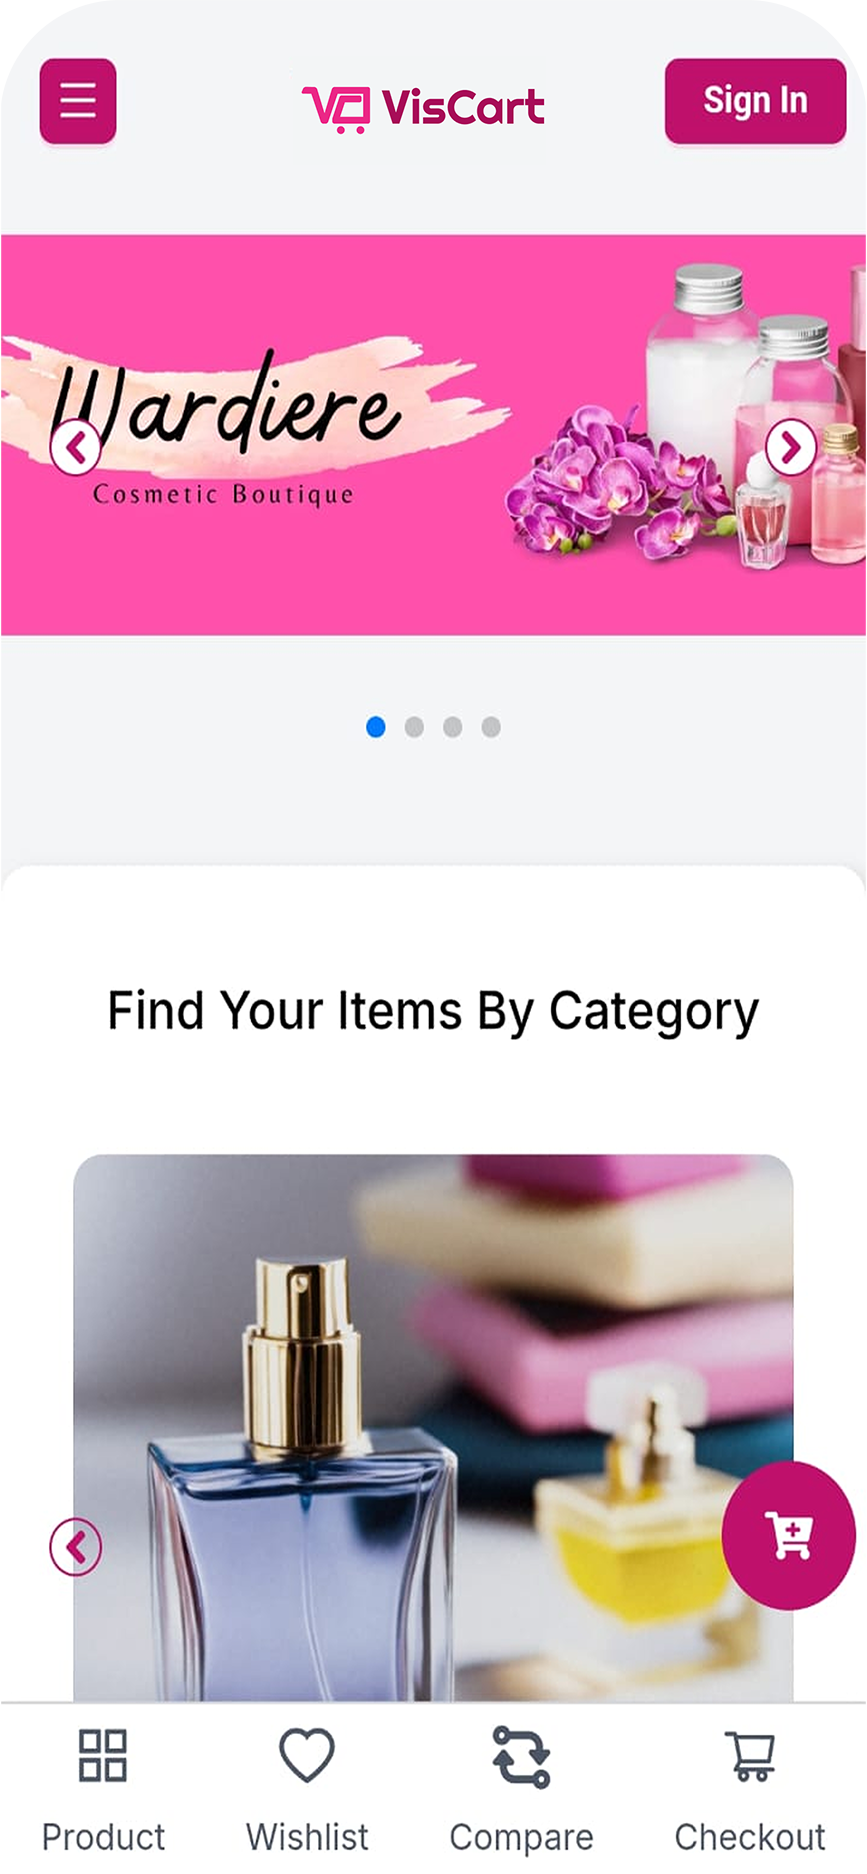 VisCart
Sign In
Wardiere
Cosmetic Boutique
Find Your Items By Category
Product
Wishlist
Compare
Checkout